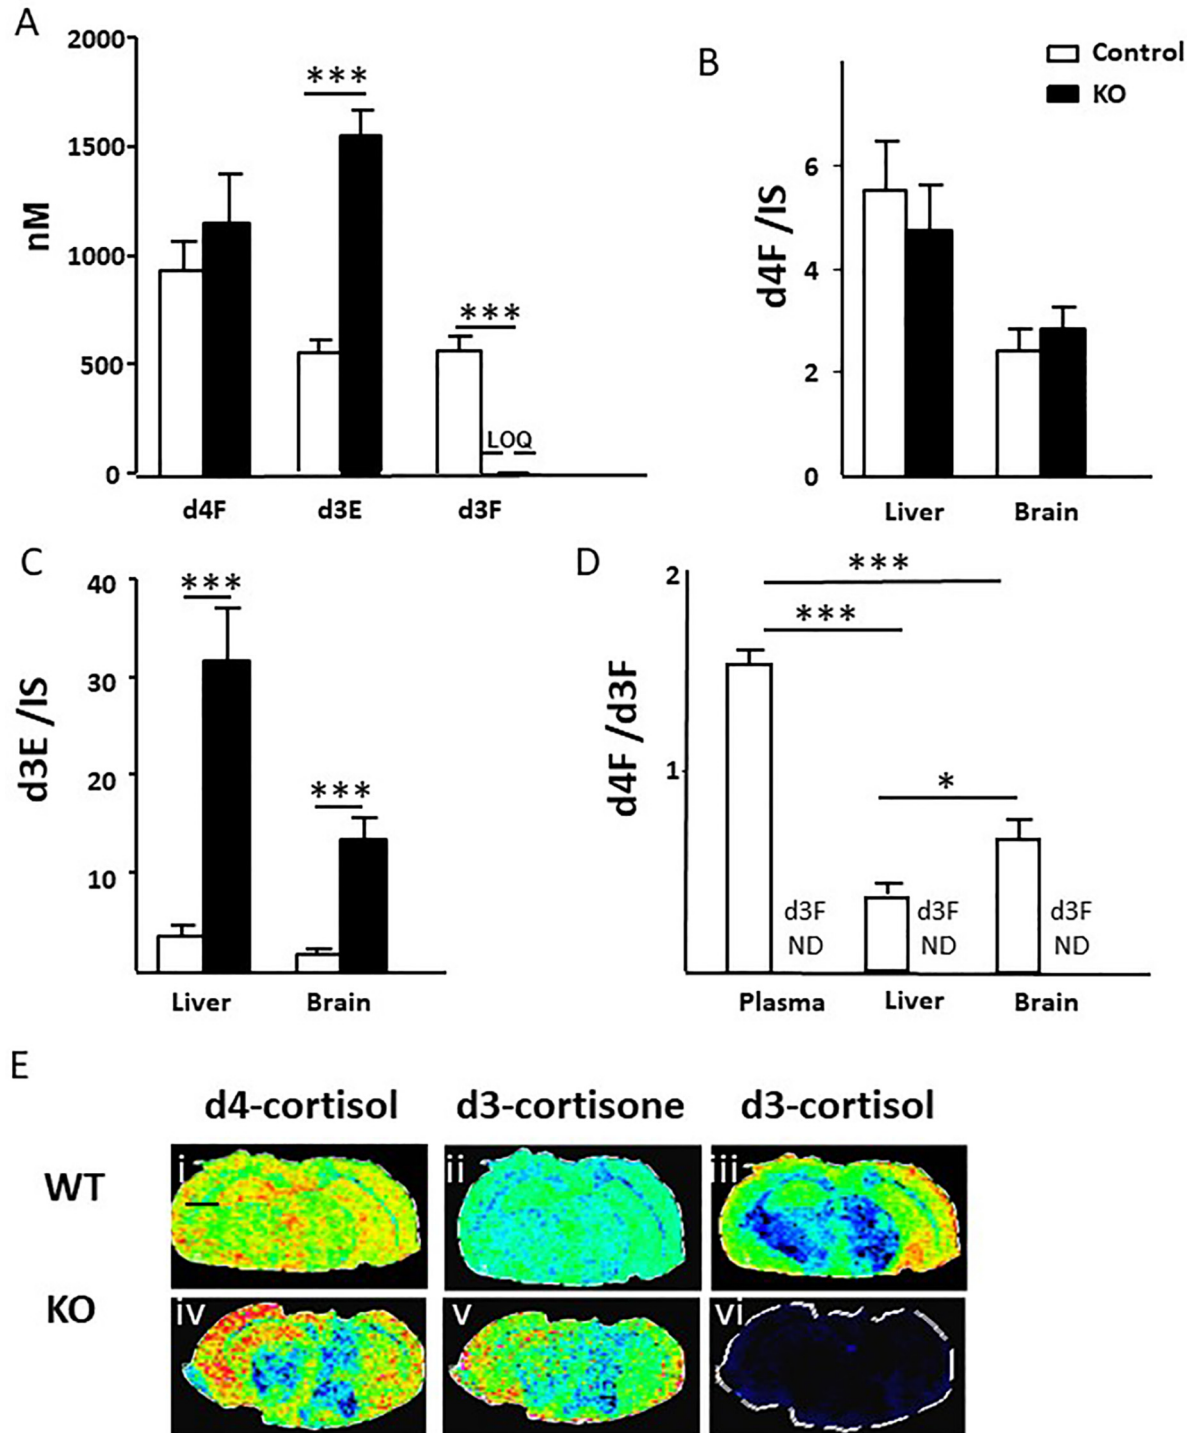 A
2000
1500
1000
500
0
nM
***
***
LOQ
d4F
d3E
d3F
B
Control
KO
6
4
2
0
d4F /IS
Liver
Brain
C
40
30
20
10
d3E /IS
***
***
Liver
Brain
D
2
1
d4F /d3F
***
***
*
d3F
ND
d3F
ND
d3F
ND
Plasma
Liver
Brain
E
d4-cortisol
d3-cortisone
d3-cortisol
WT
i
ii
iii
KO
iv
v
vi